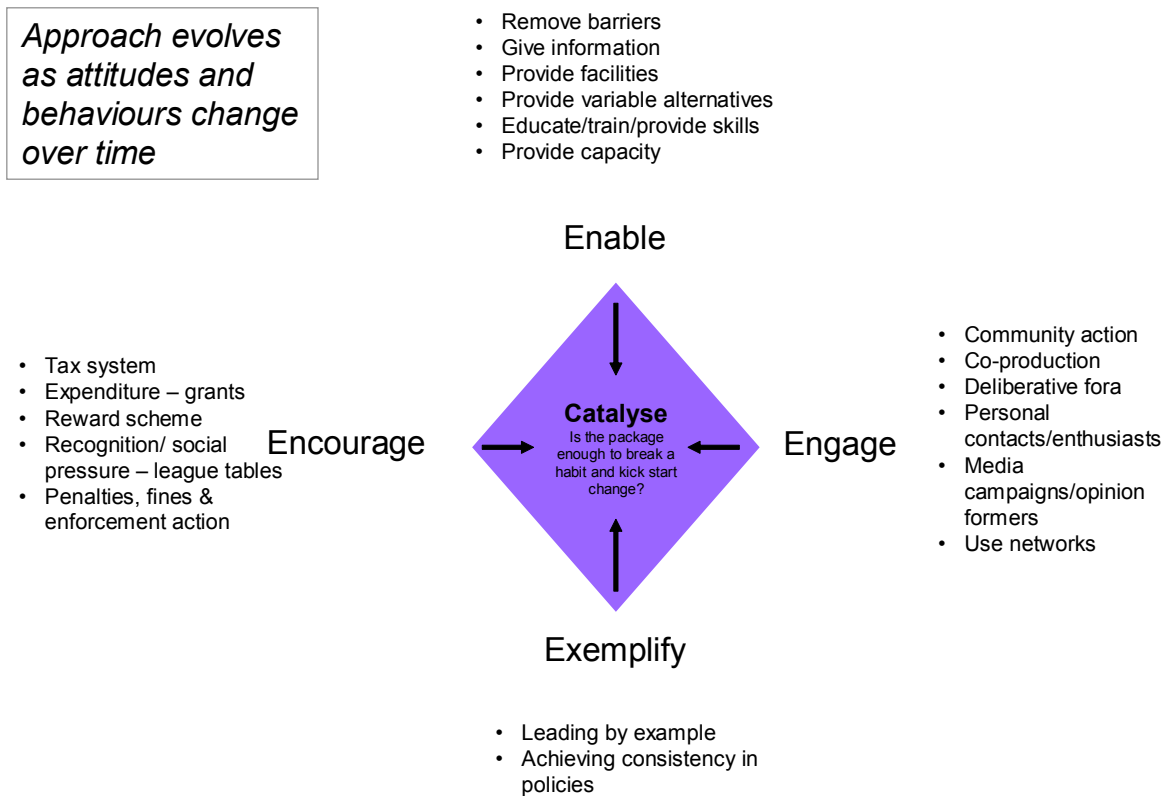 Approach evolves
as attitudes and
behaviours change
over time
• Remove barriers
• Give information
• Provide facilities
• Provide variable alternatives
• Educate/train/provide skills
• Provide capacity
Enable
• Tax system
• Expenditure – grants
• Reward scheme
• Recognition/ social
pressure – league tables
• Penalties, fines &
enforcement action
Encourage
Catalyse
Is the package
enough to break a
habit and kick start
change?
Engage
• Community action
• Co-production
• Deliberative fora
• Personal
contacts/enthusiasts
• Media
campaigns/opinion
formers
• Use networks
Exemplify
• Leading by example
• Achieving consistency in
policies